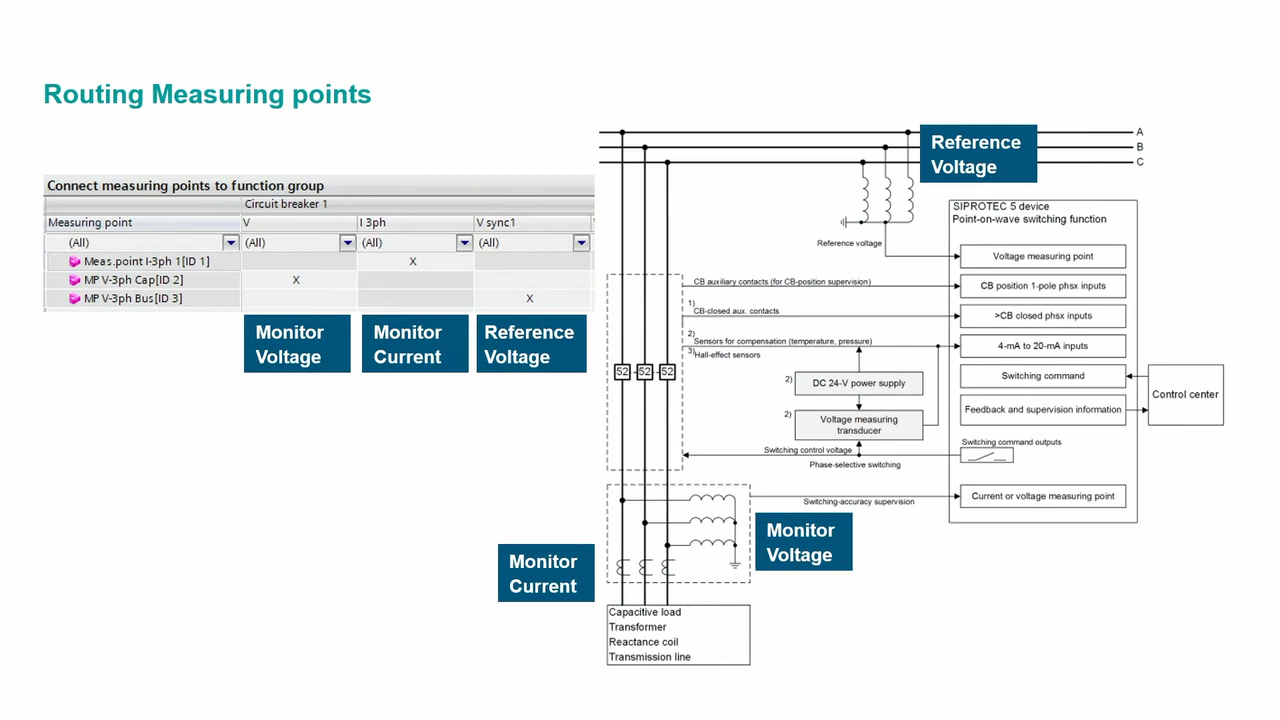 Routing Measuring points
Connect measuring points to function group
Circuit breaker 1
Measuring point V I 3ph V sync1
(All) (All) (All) (All)
Meas.point I-3ph 1[ID 1] X
MP V-3ph Cap[ID 2] X
MP V-3ph Bus[ID 3] X
Monitor
Voltage
Monitor
Current
Reference
Voltage
Reference
Voltage
A
B
C
SIPROTEC 5 device
Point-on-wave switching function
Reference voltage
Voltage measuring point
CB auxiliary contacts (for CB-position supervision)
CB position 1-pole phsx inputs
1)
CB-closed aux. contacts
>CB closed phsx inputs
2)
Sensors for compensation (temperature, pressure)
4-mA to 20-mA inputs
3)
Hall-effect sensors
52 52 52
2)
DC 24-V power supply
Switching command
Control center
2)
Voltage measuring
transducer
Feedback and supervision information
Switching control voltage
Switching command outputs
Phase-selective switching
Switching-accuracy supervision
Current or voltage measuring point
Monitor
Voltage
Monitor
Current
Capacitive load
Transformer
Reactance coil
Transmission line